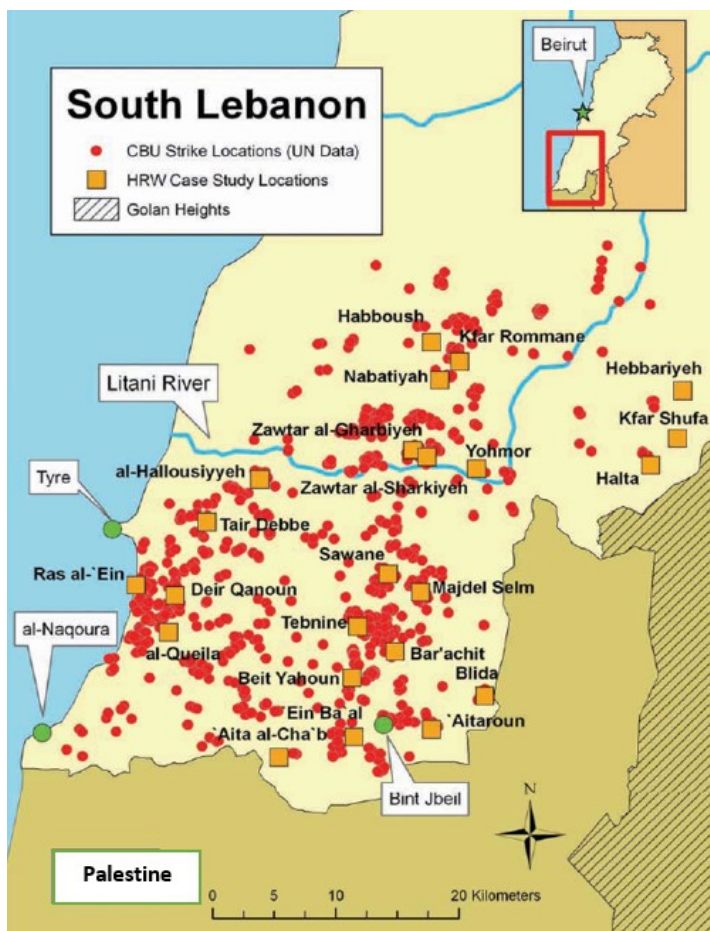 Beirut
South Lebanon
CBU Strike Locations (UN Data)
HRW Case Study Locations
Golan Heights
Habboush
Kfar Rommane
Nabatiyah
Hebbariyeh
Litani River
Kfar Shufa
Zawtar al-Gharbiyeh
Yohmor
al-Hallousiyyeh
Halta
Tyre
Zawtar al-Sharkiyeh
Tair Debbe
Sawane
Ras al-`Ein
Deir Qanoun
Majdel Selm
al-Naqoura
Tebnine
al-Queila
Bar'achit
Beit Yahoun
Blida
`Ein Ba`al
`Aitaroun
`Aita al-Cha`b
Bint Jbeil
N
Palestine
0 5 10 20 Kilometers